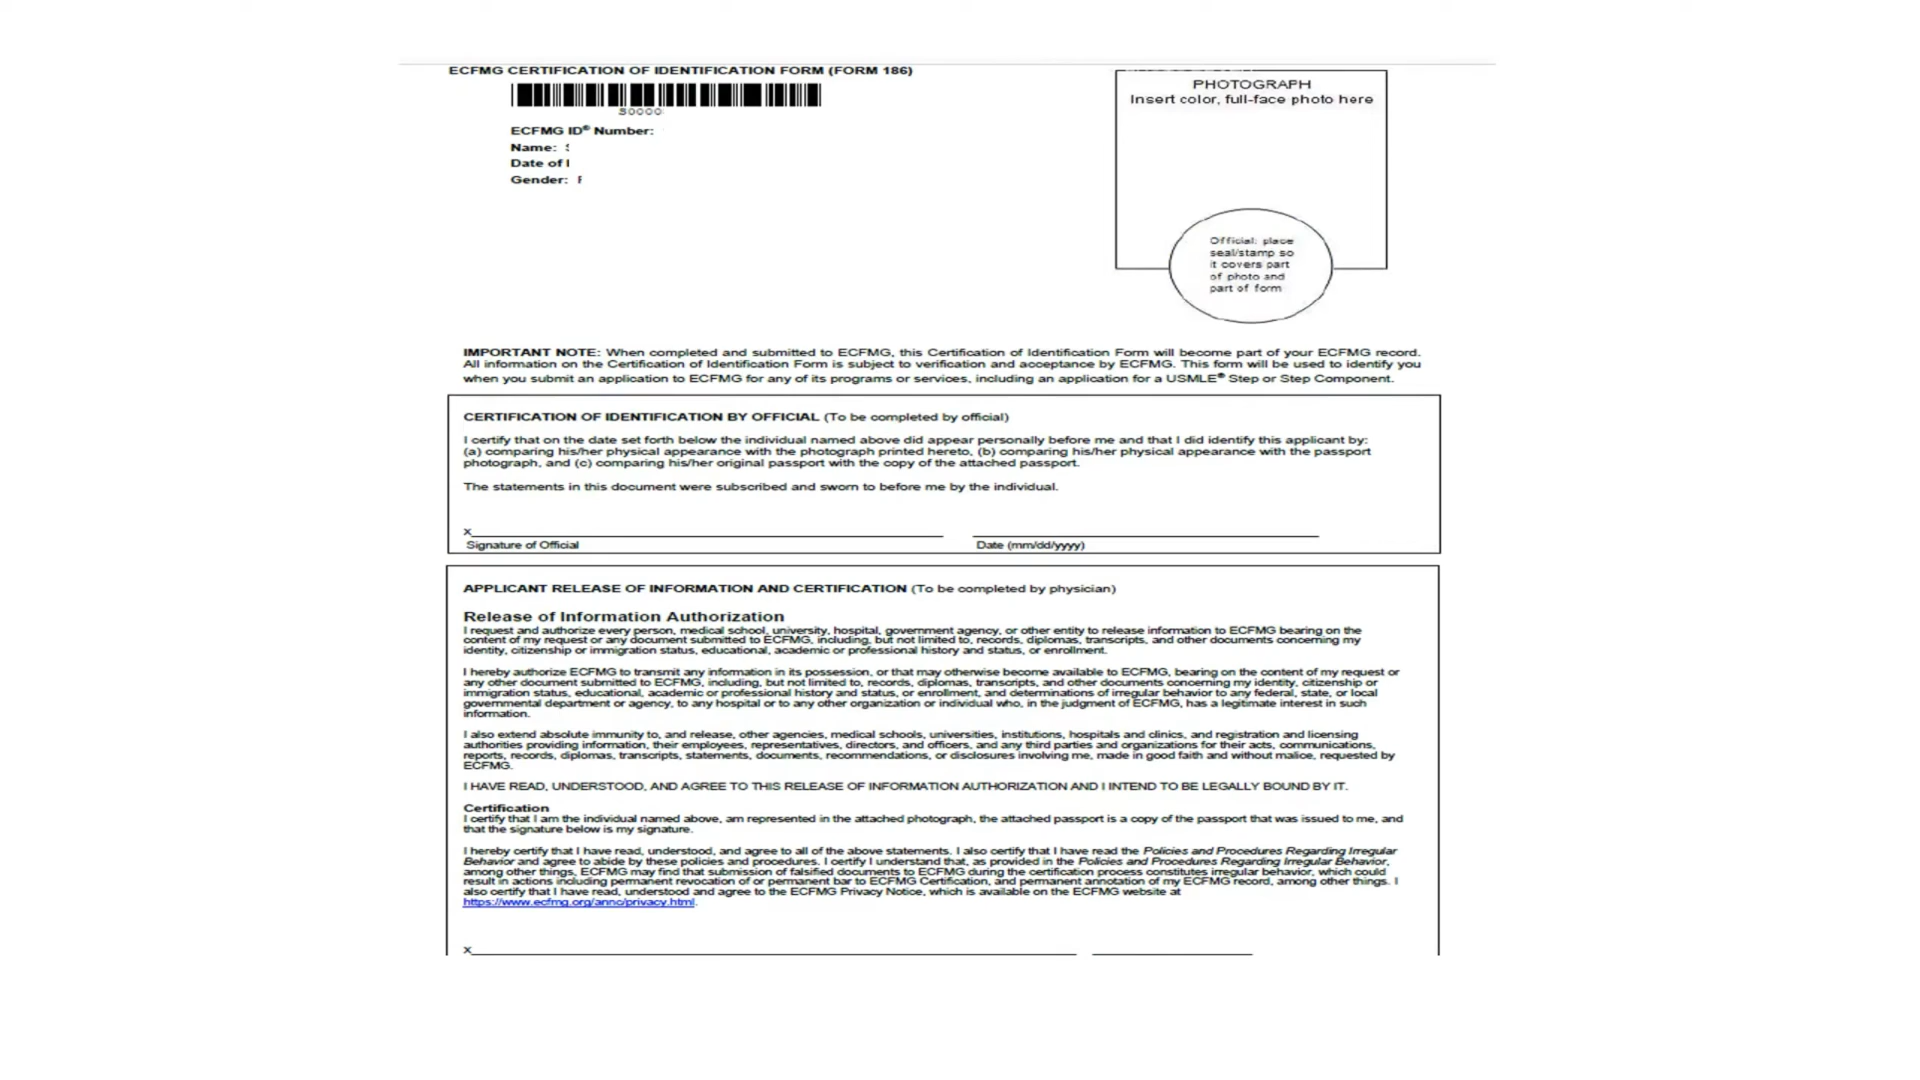 ECFMG CERTIFICATION OF IDENTIFICATION FORM (FORM 186)
S0000
ECFMG ID® Number:
Name: S
Date of
Gender: F
PHOTOGRAPH
Insert color, full-face photo here
Official: place
seal/stamp so
it covers part
of photo and
part of form
IMPORTANT NOTE: When completed and submitted to ECFMG, this Certification of Identification Form will become part of your ECFMG record.
All information on the Certification of Identification Form is subject to verification and acceptance by ECFMG. This form will be used to identify you
when you submit an application to ECFMG for any of its programs or services, including an application for a USMLE® Step or Step Component.
CERTIFICATION OF IDENTIFICATION BY OFFICIAL (To be completed by official)
I certify that on the date set forth below the individual named above did appear personally before me and that I did identify this applicant by:
(a) comparing his/her physical appearance with the photograph printed hereto, (b) comparing his/her physical appearance with the passport
photograph, and (c) comparing his/her original passport with the copy of the attached passport.
The statements in this document were subscribed and sworn to before me by the individual.
x
Signature of Official Date (mm/dd/yyyy)
APPLICANT RELEASE OF INFORMATION AND CERTIFICATION (To be completed by physician)
Release of Information Authorization
I request and authorize every person, medical school, university, hospital, government agency, or other entity to release information to ECFMG bearing on the
content of my request or any document submitted to ECFMG, including, but not limited to, records, diplomas, transcripts, and other documents concerning my
identity, citizenship or immigration status, educational, academic or professional history and status, or enrollment.
I hereby authorize ECFMG to transmit any information in its possession, or that may otherwise become available to ECFMG, bearing on the content of my request or
any other document submitted to ECFMG, including, but not limited to, records, diplomas, transcripts, and other documents concerning my identity, citizenship or
immigration status, educational, academic or professional history and status, or enrollment, and determinations of irregular behavior to any federal, state, or local
governmental department or agency, to any hospital or to any other organization or individual who, in the judgment of ECFMG, has a legitimate interest in such
information.
I also extend absolute immunity to, and release, other agencies, medical schools, universities, institutions, hospitals and clinics, and registration and licensing
authorities providing information, their employees, representatives, directors, and officers, and any third parties and organizations for their acts, communications,
reports, records, diplomas, transcripts, statements, documents, recommendations, or disclosures involving me, made in good faith and without malice, requested by
ECFMG.
I HAVE READ, UNDERSTOOD, AND AGREE TO THIS RELEASE OF INFORMATION AUTHORIZATION AND I INTEND TO BE LEGALLY BOUND BY IT.
Certification
I certify that I am the individual named above, am represented in the attached photograph, the attached passport is a copy of the passport that was issued to me, and
that the signature below is my signature.
I hereby certify that I have read, understood, and agree to all of the above statements. I also certify that I have read the Policies and Procedures Regarding Irregular
Behavior and agree to abide by these policies and procedures. I certify I understand that, as provided in the Policies and Procedures Regarding Irregular Behavior,
among other things, ECFMG may find that submission of falsified documents to ECFMG during the certification process constitutes irregular behavior, which could
result in actions including permanent revocation of or permanent bar to ECFMG Certification, and permanent annotation of my ECFMG record, among other things. I
also certify that I have read, understood and agree to the ECFMG Privacy Notice, which is available on the ECFMG website at
https://www.ecfmg.org/annc/privacy.html.
x